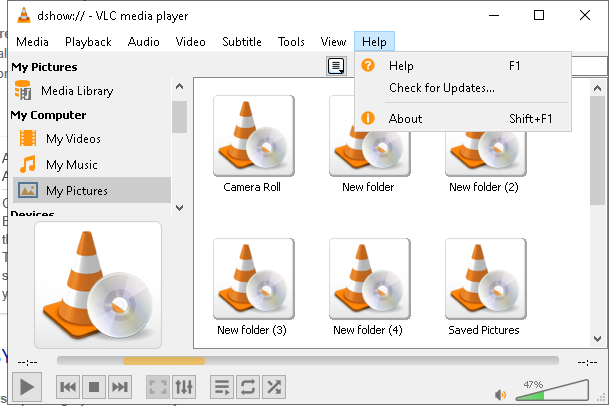 dshow:// - VLC media player
Media Playback Audio Video Subtitle Tools View Help
My Pictures
Media Library
My Computer
My Videos
My Music
My Pictures
Devices
Help F1
Check for Updates...
About Shift+F1
Camera Roll New folder New folder (2)
New folder (3) New folder (4) Saved Pictures
--:-- --:--
47%